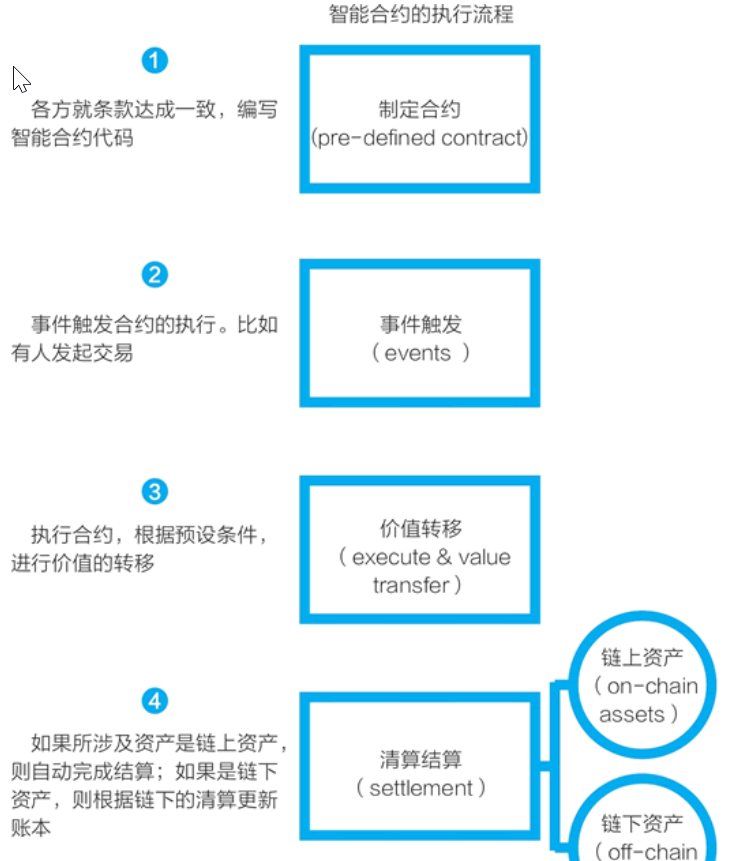 智能合约的执行流程
1
各方就条款达成一致，编写
智能合约代码
制定合约
(pre-defined contract)
2
事件触发合约的执行。比如
有人发起交易
事件触发
（events ）
3
执行合约，根据预设条件，
进行价值的转移
价值转移
（execute & value
transfer）
4
如果所涉及资产是链上资产，
则自动完成结算；如果是链下
资产，则根据链下的清算更新
账本
清算结算
（settlement）
链上资产
（on-chain
assets）
链下资产
（off-chain